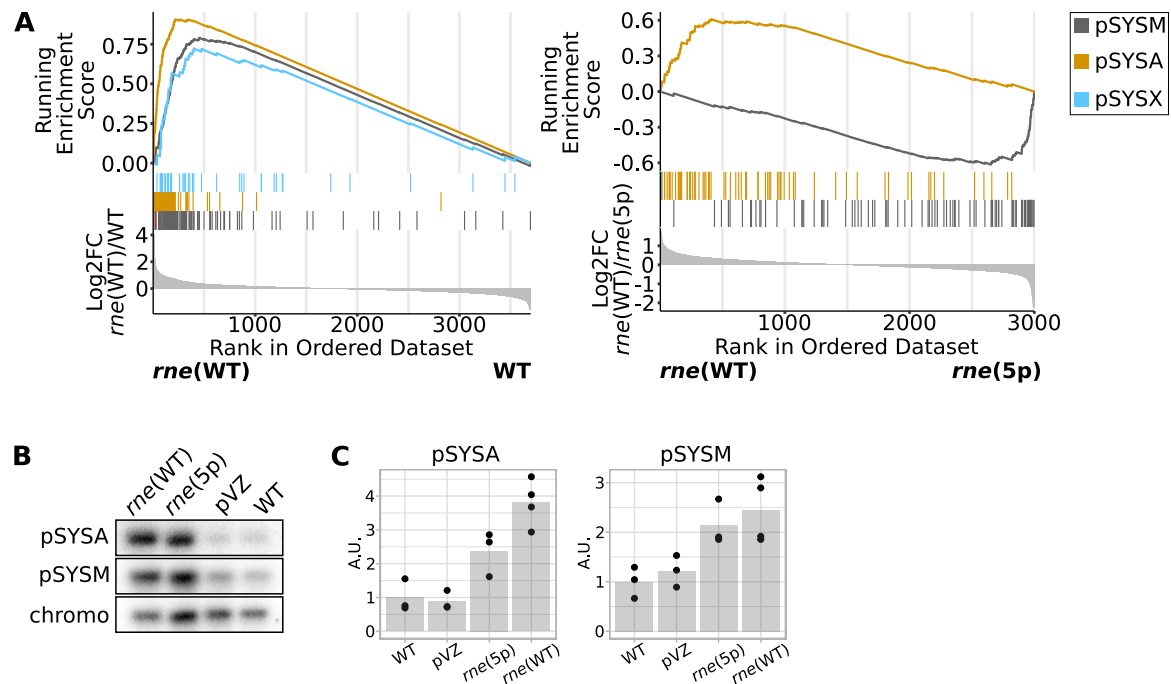 A
Running
Enrichment
Score
0.75
0.50
0.25
0.00
Log2FC
rne(WT)/WT
4
2
0
1000
2000
3000
Rank in Ordered Dataset
rne(WT)
WT
Running
Enrichment
Score
0.6
0.3
0.0
-0.3
-0.6
Log2FC
rne(WT)/rne(5p)
1
0
-1
-2
1000
2000
3000
Rank in Ordered Dataset
rne(WT)
rne(5p)
pSYSM
pSYSA
pSYSX
B
rne(WT)
rne(5p)
pVZ
WT
pSYSA
pSYSM
chromo
C
pSYSA
A.U.
4
3
2
1
0
WT
pVZ
rne(5p)
rne(WT)
pSYSM
A.U.
3
2
1
0
WT
pVZ
rne(5p)
rne(WT)